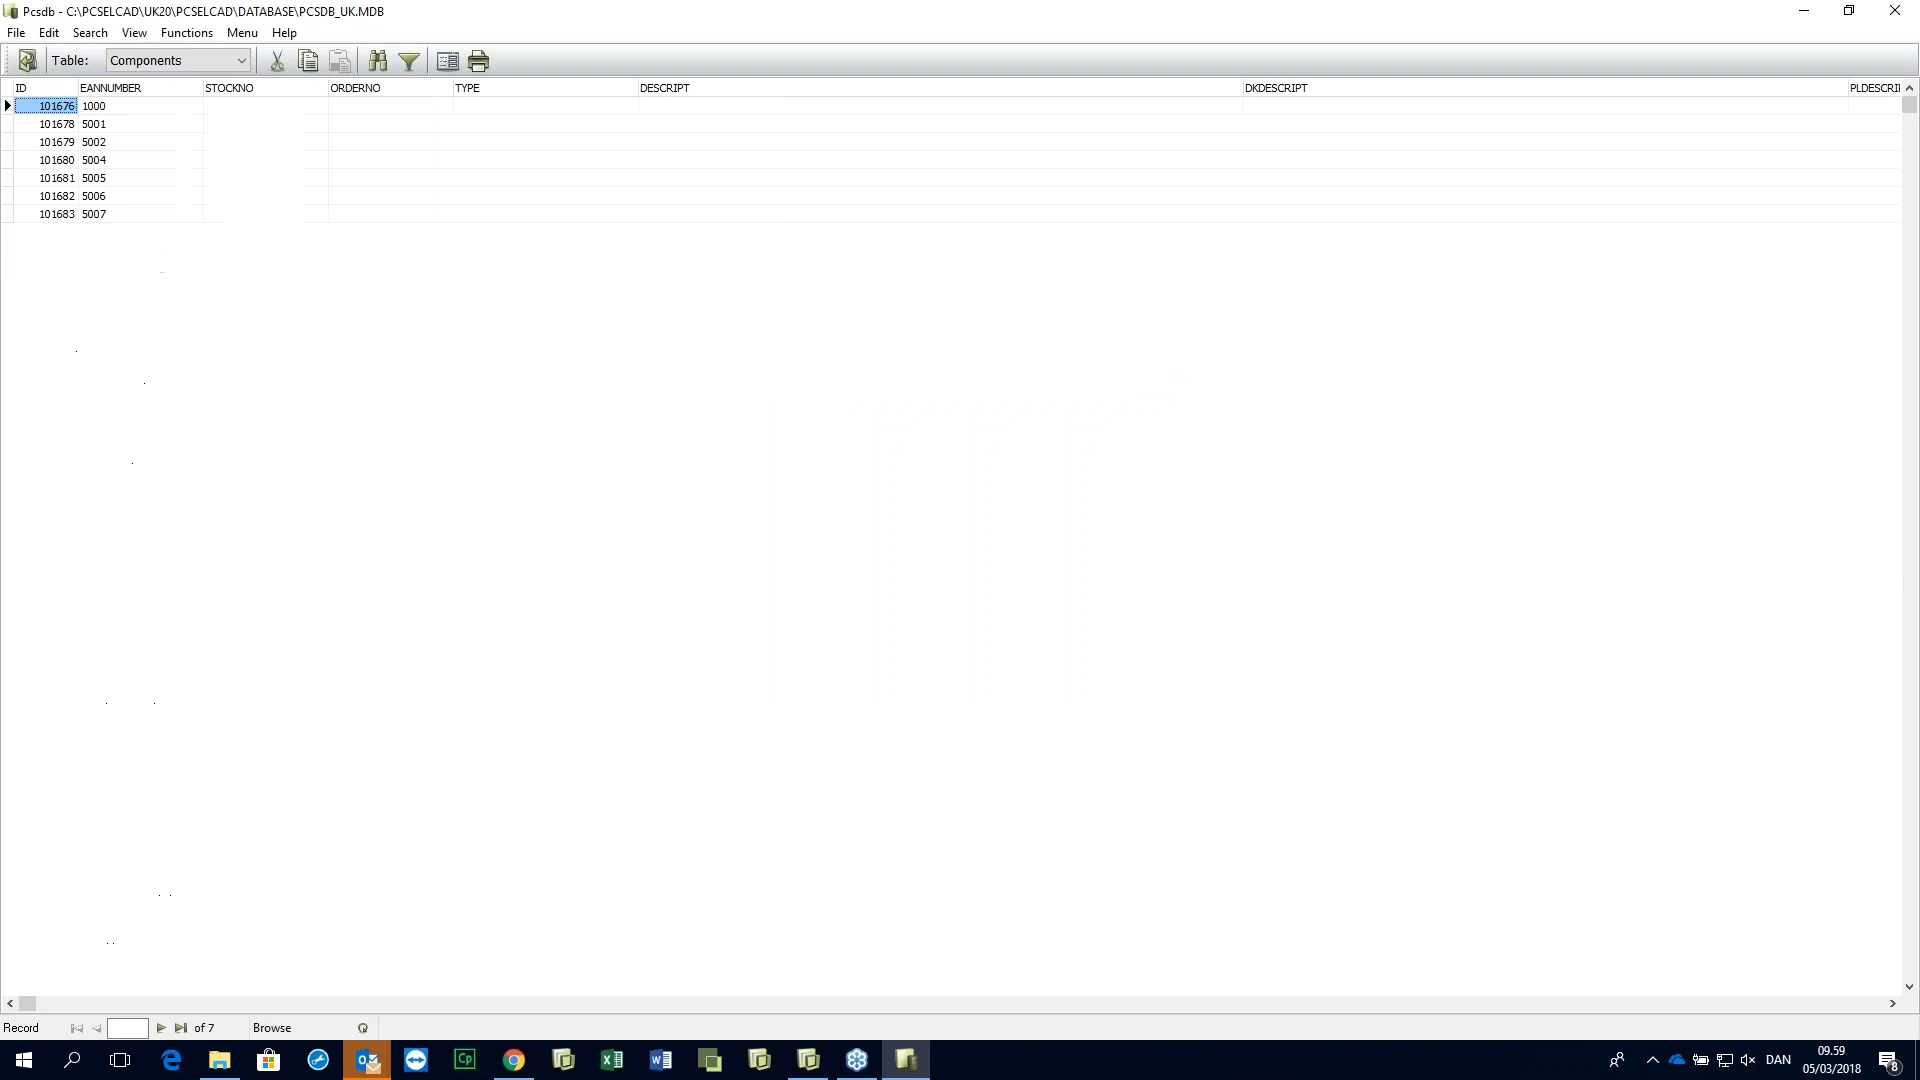 Pcsdb - C:\PCSELCAD\UK20\PCSELCAD\DATABASE\PCSDB_UK.MDB
File Edit Search View Functions Menu Help
Table: Components
ID EANNUMBER STOCKNO ORDERNO TYPE DESCRIPT DKDESCRIPT PLDESCRI
101676 1000
101678 5001
101679 5002
101680 5004
101681 5005
101682 5006
101683 5007
Record of 7 Browse
DAN 09.59
05/03/2018 8